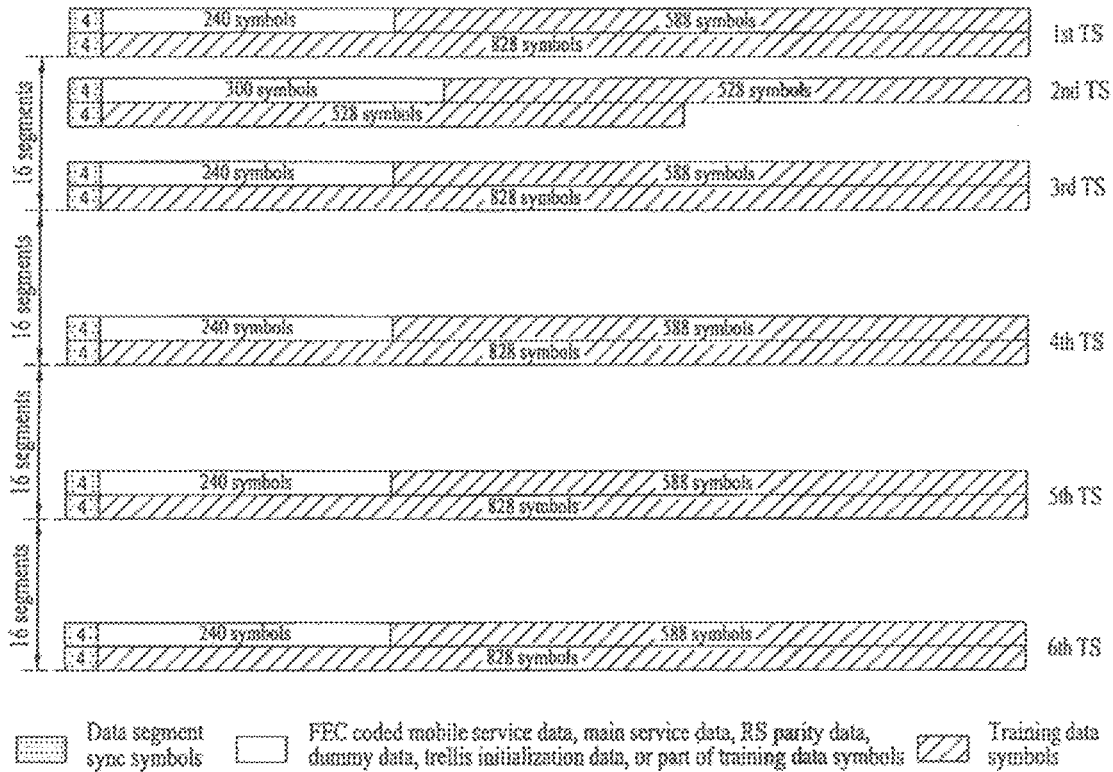 4 240 symbols 588 symbols 1st TS
4 828 symbols
16 segments
4 300 symbols 528 symbols 2nd TS
4 528 symbols
4 240 symbols 588 symbols 3rd TS
4 828 symbols
16 segments
4 240 symbols 588 symbols 4th TS
4 828 symbols
16 segments
4 240 symbols 588 symbols 5th TS
4 828 symbols
16 segments
4 240 symbols 588 symbols 6th TS
4 828 symbols
Data segment
sync symbols
FEC coded mobile service data, main service data, RS parity data,
dummy data, trellis initialization data, or part of training data symbols
Training data
symbols